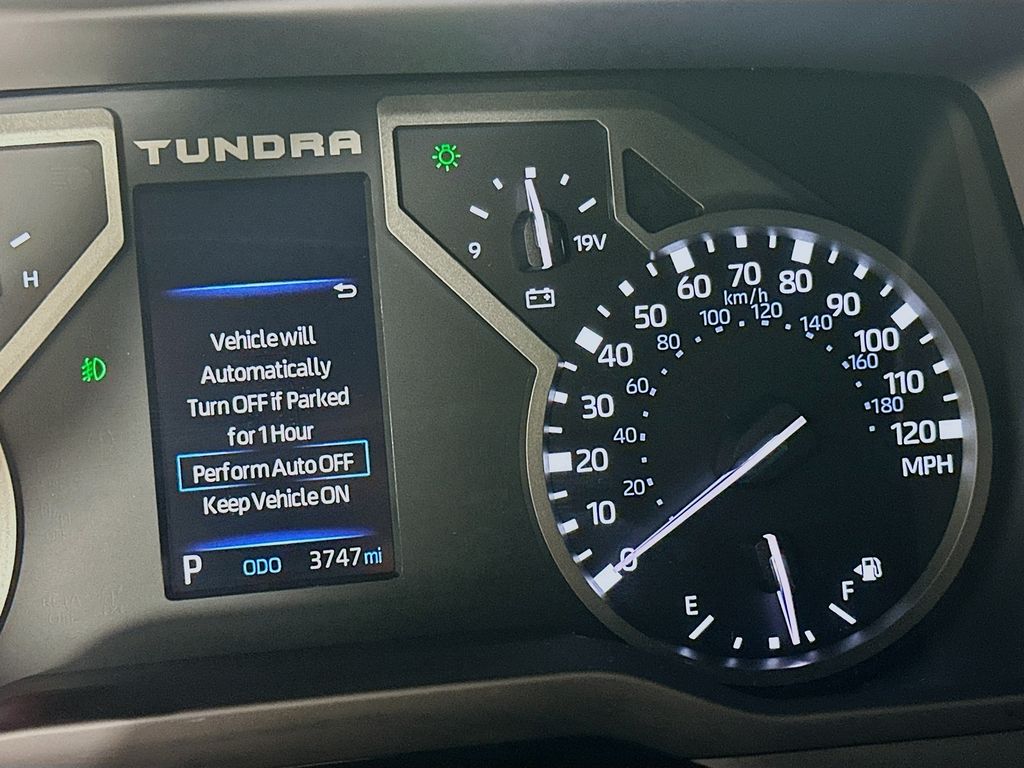 TUNDRA
H
9
19V
Vehicle will
Automatically
Turn OFF if Parked
for 1 Hour
Perform Auto OFF
Keep Vehicle ON
P ODO 3747 mi
0
10
20
30
40
50
60
70
80
90
100
110
120
MPH
km/h
20
40
60
80
100
120
140
160
180
E
F